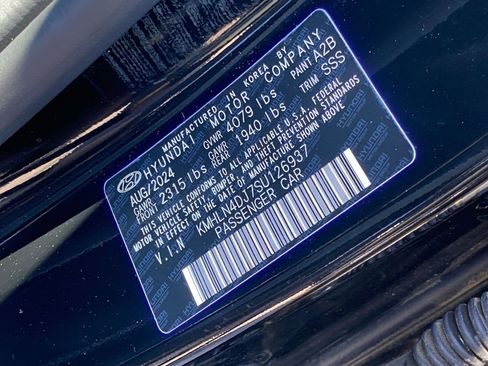 MANUFACTURED IN KOREA BY
HYUNDAI MOTOR COMPANY
AUG/2024 GVWR 4079 lbs PAINT A2B
FRON. GAWR 2315 lbs REAR GAWR 1940 lbs TRIM SSS
THIS VEHICLE CONFORMS TO ALL APPLICABLE U.S. FEDERAL
MOTOR VEHICLE SAFETY, BUMPER, AND THEFT PREVENTION STANDARDS
IN EFFECT ON THE DATE OF MANUFACTURE SHOWN ABOVE.
V.I.N KMHLN4DJ7SU126937
PASSENGER CAR